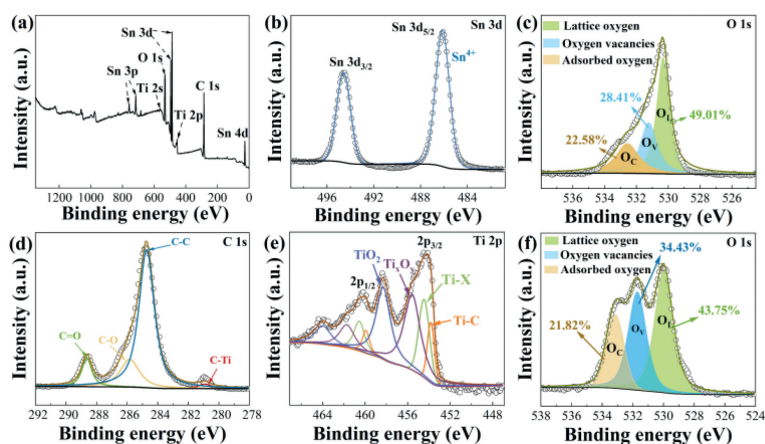 (a)
Sn 3d
O 1s
Sn 3p
Ti 2s
C 1s
Ti 2p
Sn 4d
Intensity (a.u.)
1200 1000 800 600 400 200 0
Binding energy (eV)
(b)
Sn 3d5/2 Sn 3d
Sn4+
Sn 3d3/2
Intensity (a.u.)
496 492 488 484
Binding energy (eV)
(c) O 1s
Lattice oxygen
Oxygen vacancies
Adsorbed oxygen
28.41%
OL
49.01%
22.58%
OV
OC
Intensity (a.u.)
536 534 532 530 528 526
Binding energy (eV)
(d) C 1s
C-C
C=O
C-O
C-Ti
Intensity (a.u.)
292 290 288 286 284 282 280 278
Binding energy (eV)
(e) 2p3/2 Ti 2p
TiO2
TixO
2p1/2
Ti-X
Ti-C
Intensity (a.u.)
464 460 456 452 448
Binding energy (eV)
(f) 34.43% O 1s
Lattice oxygen
Oxygen vacancies
Adsorbed oxygen
21.82%
43.75%
OC
OV
OL
Intensity (a.u.)
538 536 534 532 530 528 526 524
Binding energy (eV)